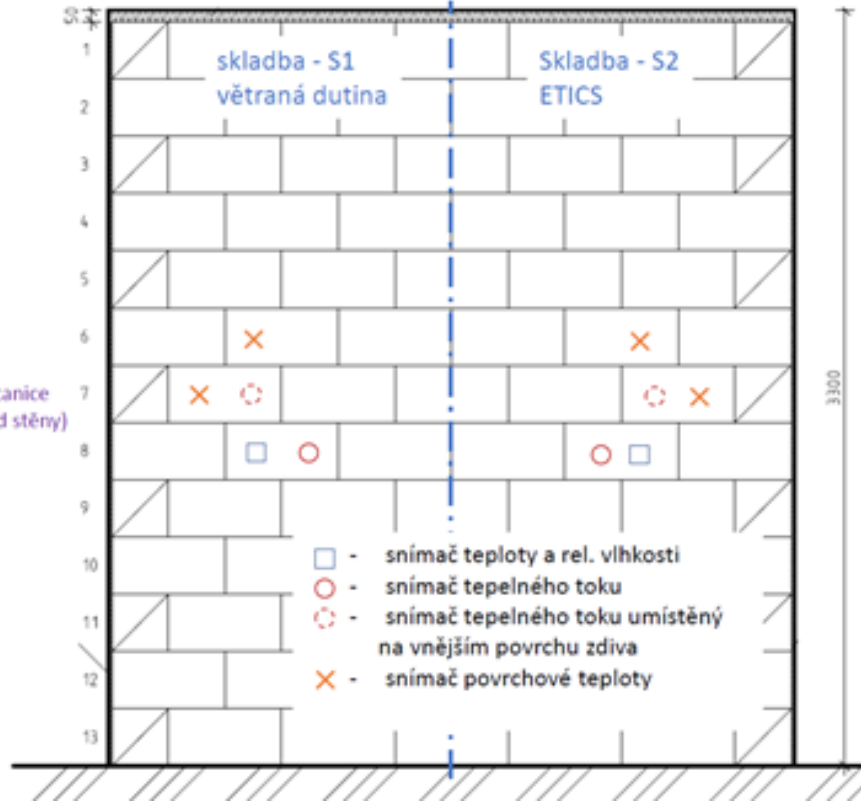 50
1
skladba - S1
větraná dutina
Skladba - S2
ETICS
2
3
4
5
6
tanice
d stěny)
7
3300
8
9
10
- snímač teploty a rel. vlhkosti
- snímač tepelného toku
11
- snímač tepelného toku umístěný
na vnějším povrchu zdiva
12
- snímač povrchové teploty
13